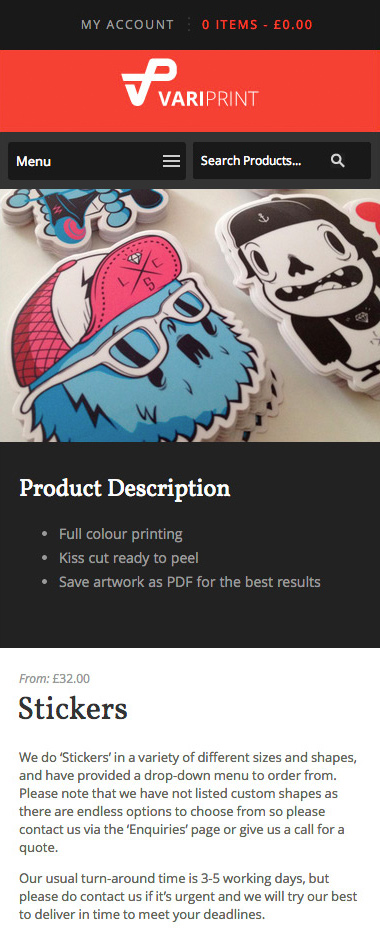 MY ACCOUNT
0 ITEMS - £0.00
VARIPRINT
Menu
Search Products...
L S C
Product Description
Full colour printing
Kiss cut ready to peel
Save artwork as PDF for the best results
From: £32.00
Stickers
We do ‘Stickers’ in a variety of different sizes and shapes,
and have provided a drop-down menu to order from.
Please note that we have not listed custom shapes as
there are endless options to choose from so please
contact us via the ‘Enquiries’ page or give us a call for a
quote.
Our usual turn-around time is 3-5 working days, but
please do contact us if it’s urgent and we will try our best
to deliver in time to meet your deadlines.